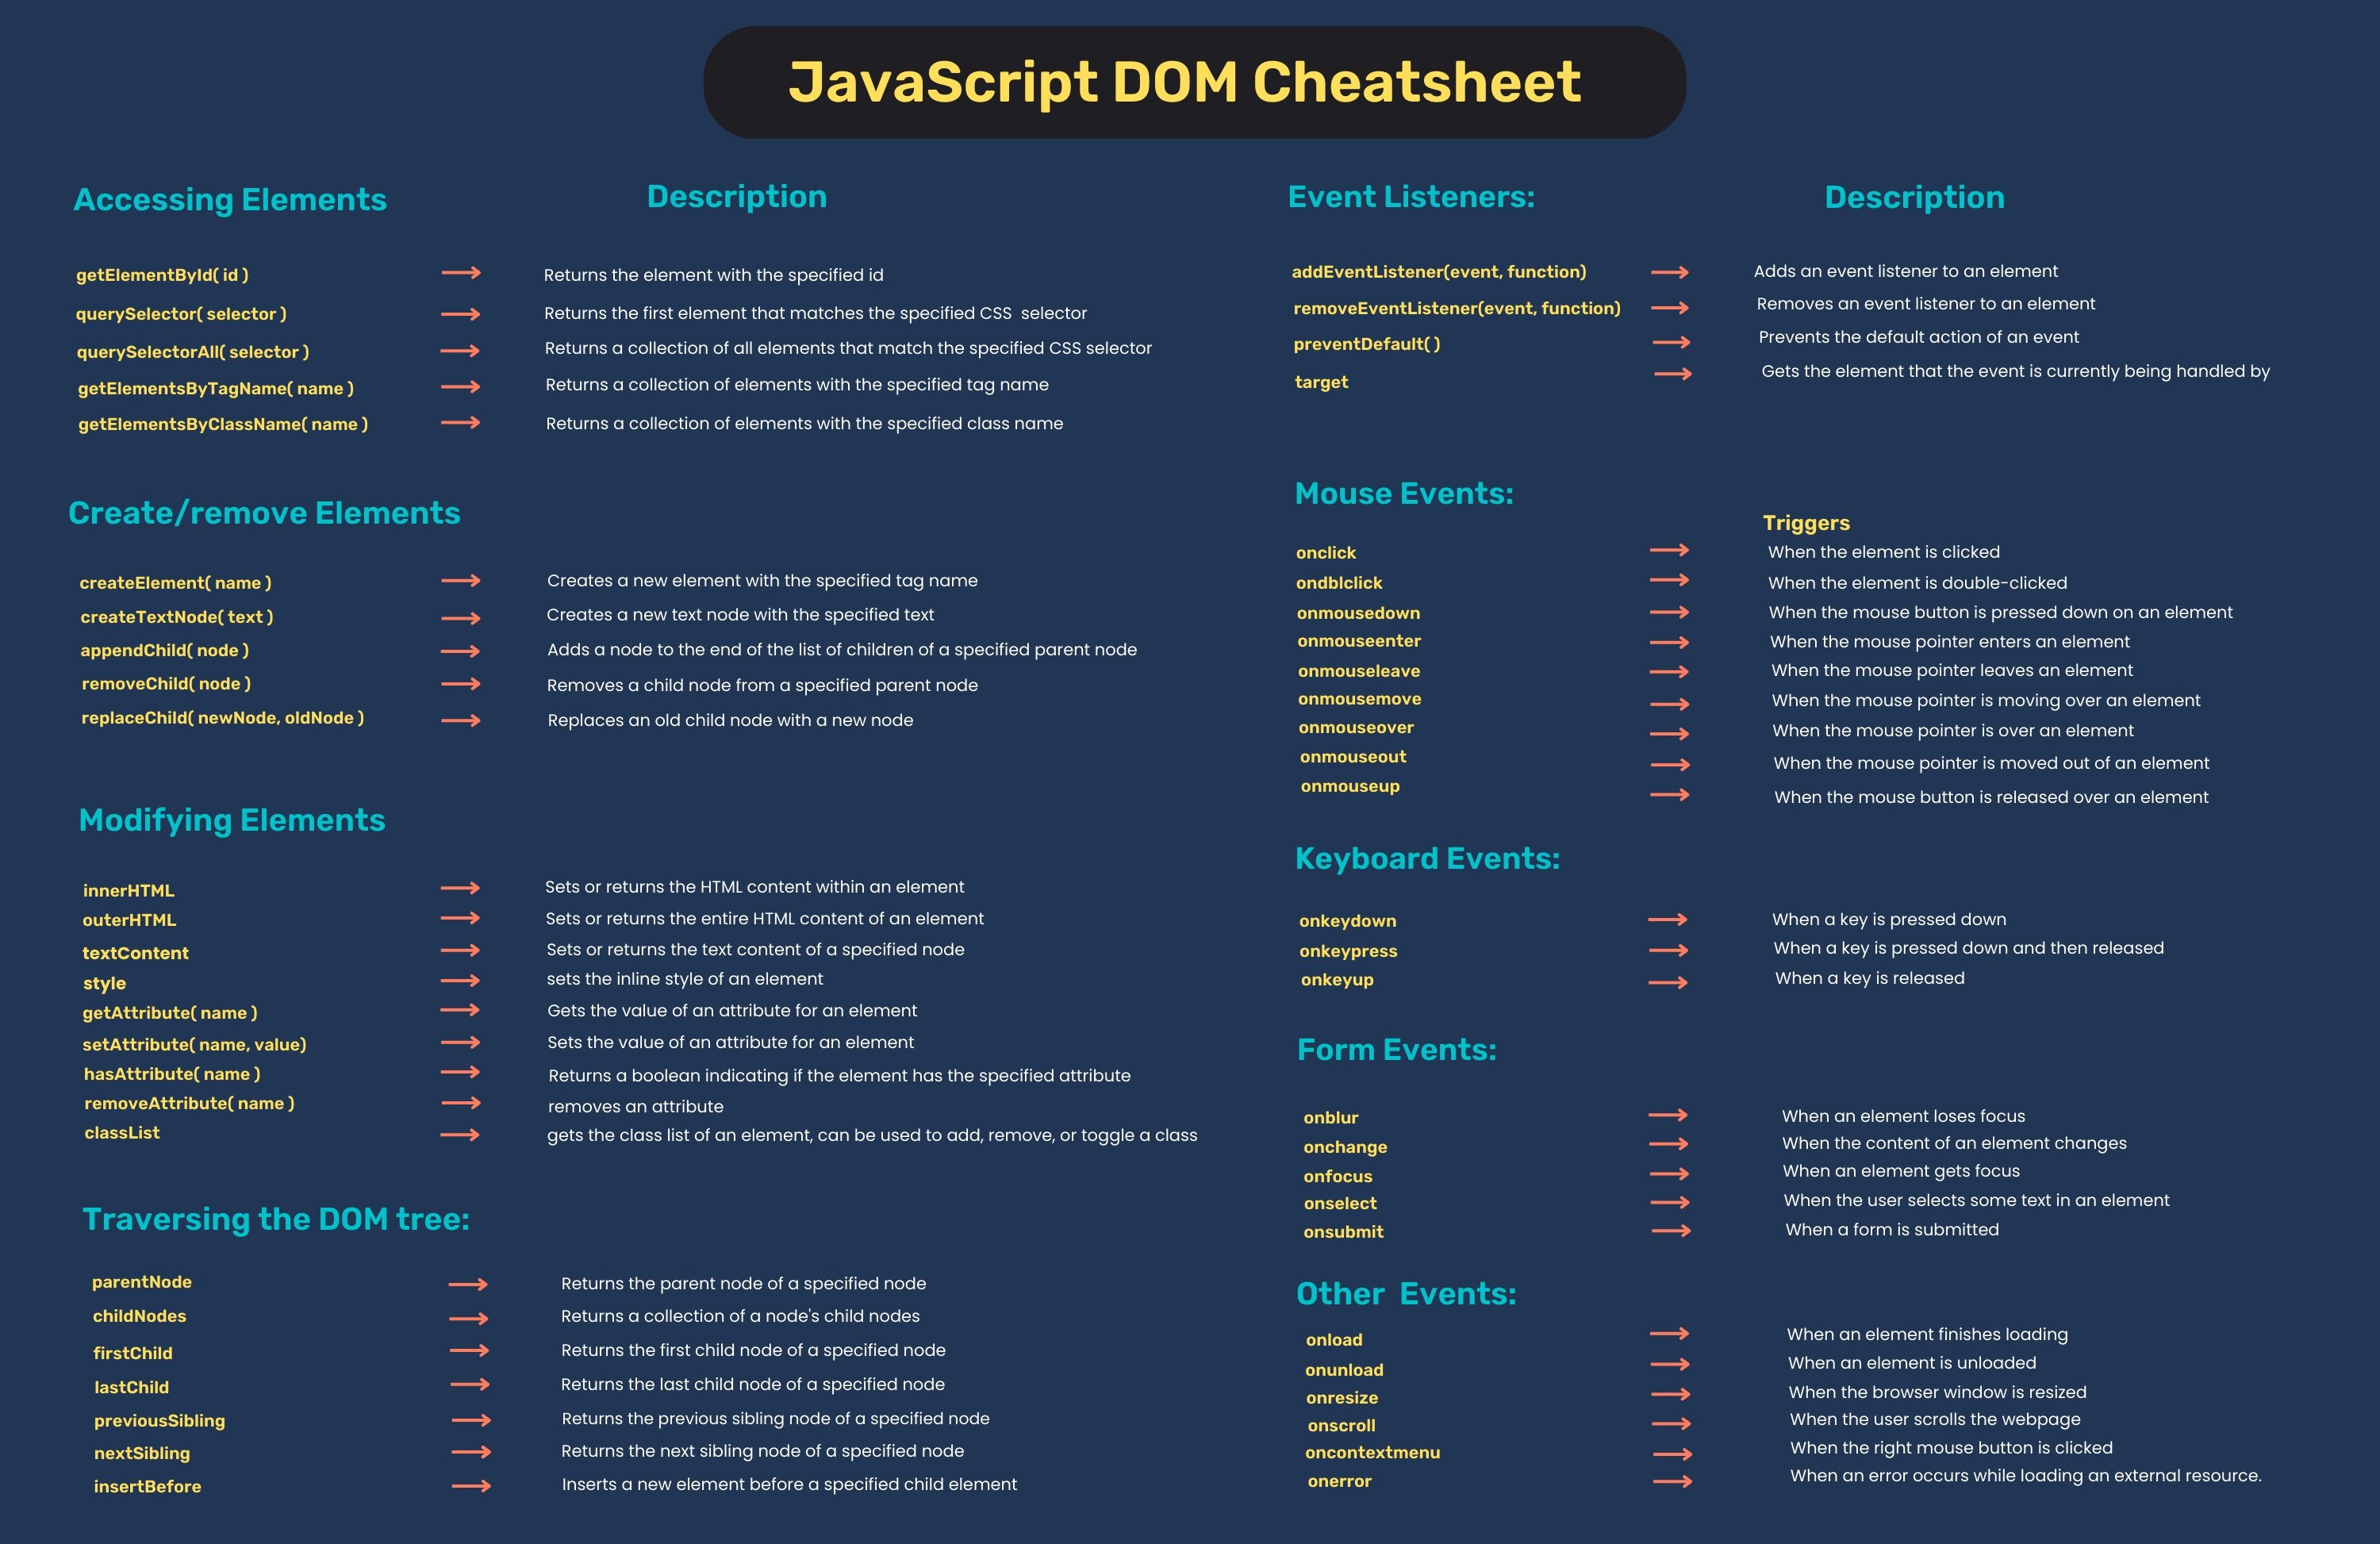 JavaScript DOM Cheatsheet
Accessing Elements Description
getElementById( id ) Returns the element with the specified id
querySelector( selector ) Returns the first element that matches the specified CSS selector
querySelectorAll( selector ) Returns a collection of all elements that match the specified CSS selector
getElementsByTagName( name ) Returns a collection of elements with the specified tag name
getElementsByClassName( name ) Returns a collection of elements with the specified class name
Create/remove Elements
createElement( name ) Creates a new element with the specified tag name
createTextNode( text ) Creates a new text node with the specified text
appendChild( node ) Adds a node to the end of the list of children of a specified parent node
removeChild( node ) Removes a child node from a specified parent node
replaceChild( newNode, oldNode ) Replaces an old child node with a new node
Modifying Elements
innerHTML Sets or returns the HTML content within an element
outerHTML Sets or returns the entire HTML content of an element
textContent Sets or returns the text content of a specified node
style sets the inline style of an element
getAttribute( name ) Gets the value of an attribute for an element
setAttribute( name, value) Sets the value of an attribute for an element
hasAttribute( name ) Returns a boolean indicating if the element has the specified attribute
removeAttribute( name ) removes an attribute
classList gets the class list of an element, can be used to add, remove, or toggle a class
Traversing the DOM tree:
parentNode Returns the parent node of a specified node
childNodes Returns a collection of a node's child nodes
firstChild Returns the first child node of a specified node
lastChild Returns the last child node of a specified node
previousSibling Returns the previous sibling node of a specified node
nextSibling Returns the next sibling node of a specified node
insertBefore Inserts a new element before a specified child element
Event Listeners: Description
addEventListener(event, function) Adds an event listener to an element
removeEventListener(event, function) Removes an event listener to an element
preventDefault( ) Prevents the default action of an event
target Gets the element that the event is currently being handled by
Mouse Events:
Triggers
onclick When the element is clicked
ondblclick When the element is double-clicked
onmousedown When the mouse button is pressed down on an element
onmouseenter When the mouse pointer enters an element
onmouseleave When the mouse pointer leaves an element
onmousemove When the mouse pointer is moving over an element
onmouseover When the mouse pointer is over an element
onmouseout When the mouse pointer is moved out of an element
onmouseup When the mouse button is released over an element
Keyboard Events:
onkeydown When a key is pressed down
onkeypress When a key is pressed down and then released
onkeyup When a key is released
Form Events:
onblur When an element loses focus
onchange When the content of an element changes
onfocus When an element gets focus
onselect When the user selects some text in an element
onsubmit When a form is submitted
Other Events:
onload When an element finishes loading
onunload When an element is unloaded
onresize When the browser window is resized
onscroll When the user scrolls the webpage
oncontextmenu When the right mouse button is clicked
onerror When an error occurs while loading an external resource.